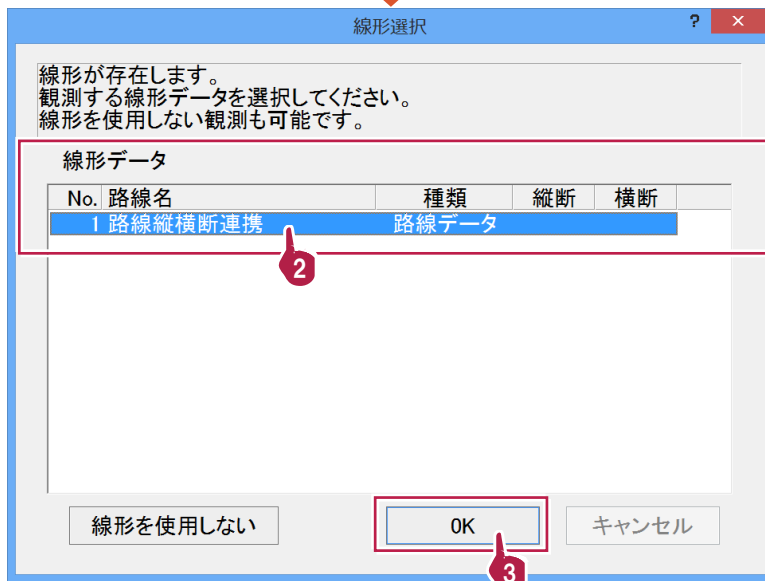 線形選択
?
×
線形が存在します。
観測する線形データを選択してください。
線形を使用しない観測も可能です。
線形データ
No. 路線名 種類 縦断 横断
1 路線縦横断連携 路線データ
2
線形を使用しない OK キャンセル
3